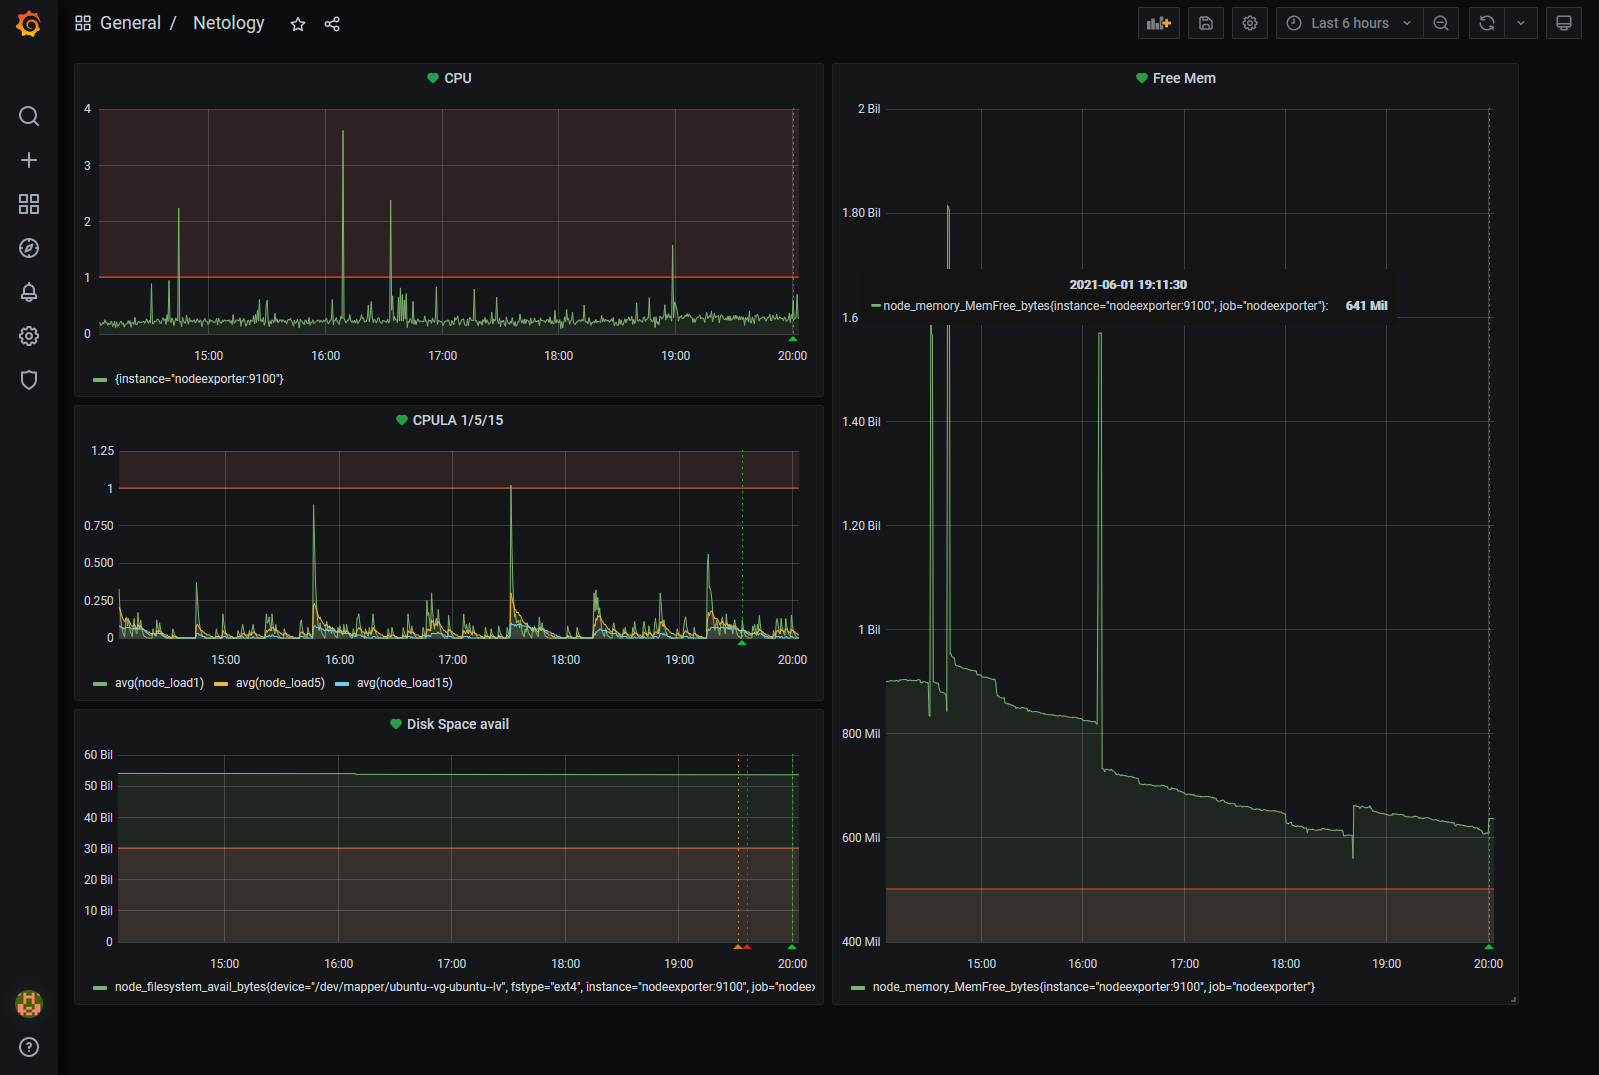 General / Netology
Last 6 hours
CPU
4
3
2
1
0
15:00 16:00 17:00 18:00 19:00 20:00
{instance="nodeexporter:9100"}
CPULA 1/5/15
1.25
1
0.750
0.500
0.250
0
15:00 16:00 17:00 18:00 19:00 20:00
avg(node_load1) avg(node_load5) avg(node_load15)
Disk Space avail
60 Bil
50 Bil
40 Bil
30 Bil
20 Bil
10 Bil
0
15:00 16:00 17:00 18:00 19:00 20:00
node_filesystem_avail_bytes{device="/dev/mapper/ubuntu--vg-ubuntu--lv", fstype="ext4", instance="nodeexporter:9100", job="nodeex
Free Mem
2 Bil
1.80 Bil
2021-06-01 19:11:30
node_memory_MemFree_bytes{instance="nodeexporter:9100", job="nodeexporter"}: 641 Mil
1.6
1.40 Bil
1.20 Bil
1 Bil
800 Mil
600 Mil
400 Mil
15:00 16:00 17:00 18:00 19:00 20:00
node_memory_MemFree_bytes{instance="nodeexporter:9100", job="nodeexporter"}